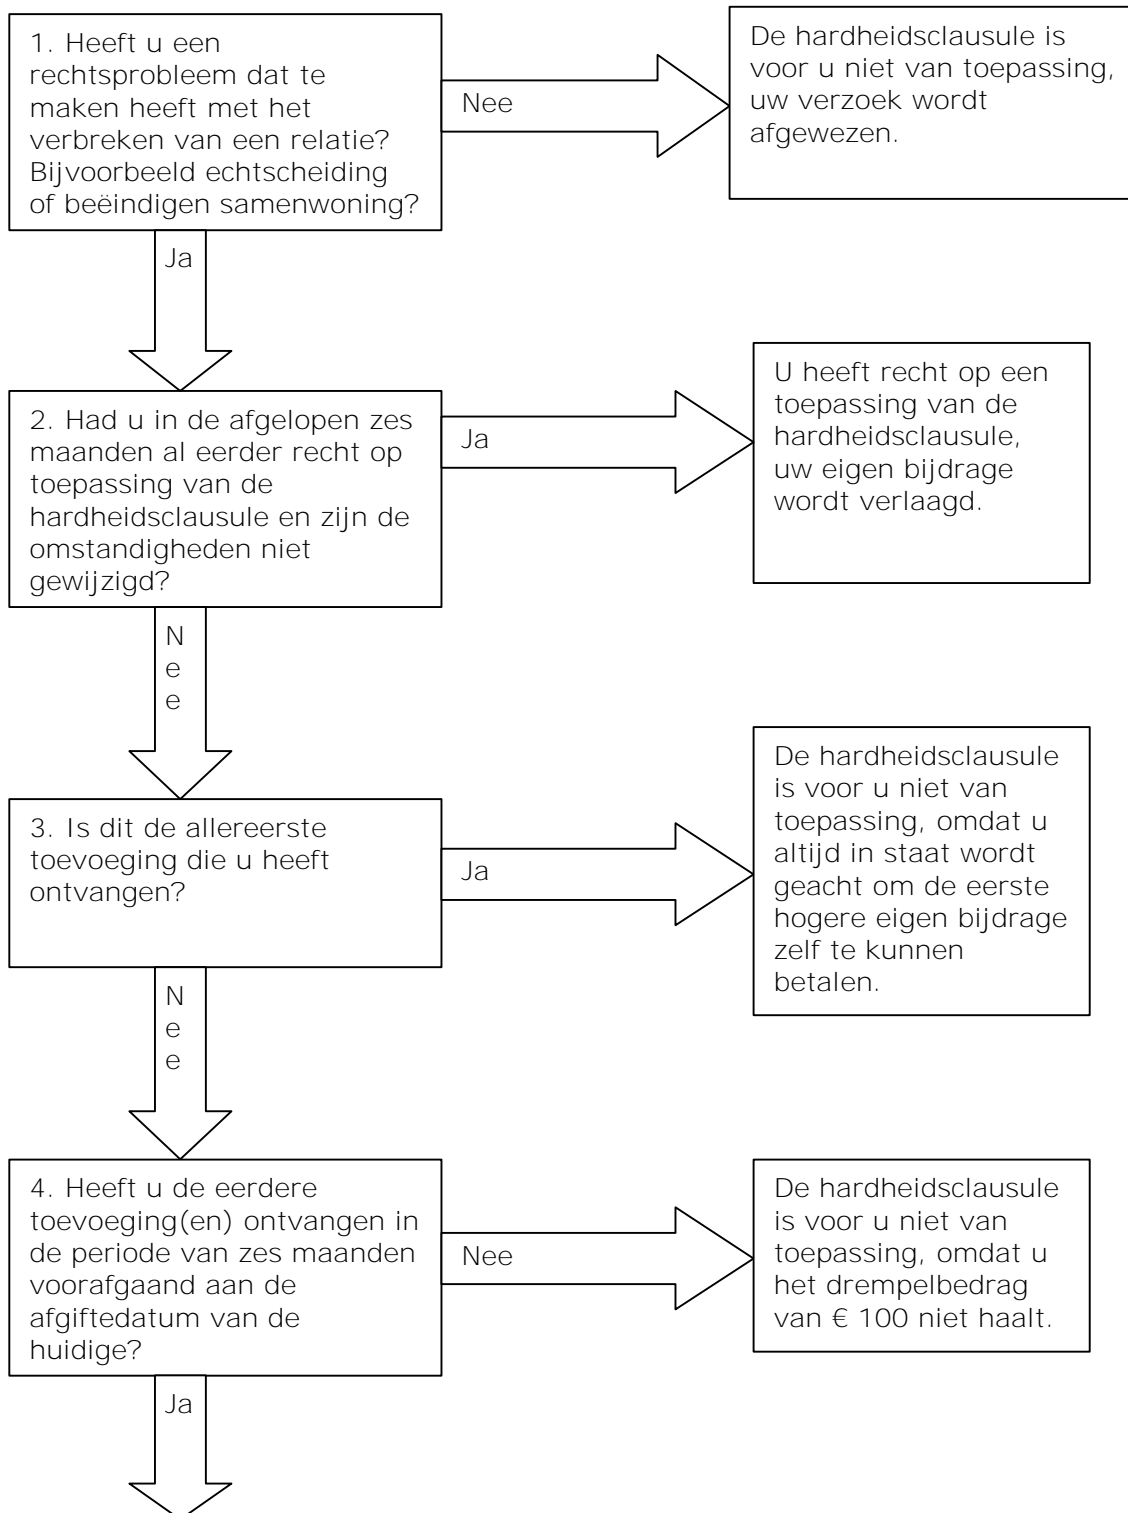 1. Heeft u een
rechtsprobleem dat te
maken heeft met het
verbreken van een relatie?
Bijvoorbeeld echtscheiding
of beëindigen samenwoning?
Nee
De hardheidsclausule is
voor u niet van toepassing,
uw verzoek wordt
afgewezen.
Ja
2. Had u in de afgelopen zes
maanden al eerder recht op
toepassing van de
hardheidsclausule en zijn de
omstandigheden niet
gewijzigd?
Ja
U heeft recht op een
toepassing van de
hardheidsclausule,
uw eigen bijdrage
wordt verlaagd.
N
e
e
3. Is dit de allereerste
toevoeging die u heeft
ontvangen?
Ja
De hardheidsclausule
is voor u niet van
toepassing, omdat u
altijd in staat wordt
geacht om de eerste
hogere eigen bijdrage
zelf te kunnen
betalen.
N
e
e
4. Heeft u de eerdere
toevoeging(en) ontvangen in
de periode van zes maanden
voorafgaand aan de
afgiftedatum van de
huidige?
Nee
De hardheidsclausule
is voor u niet van
toepassing, omdat u
het drempelbedrag
van € 100 niet haalt.
Ja